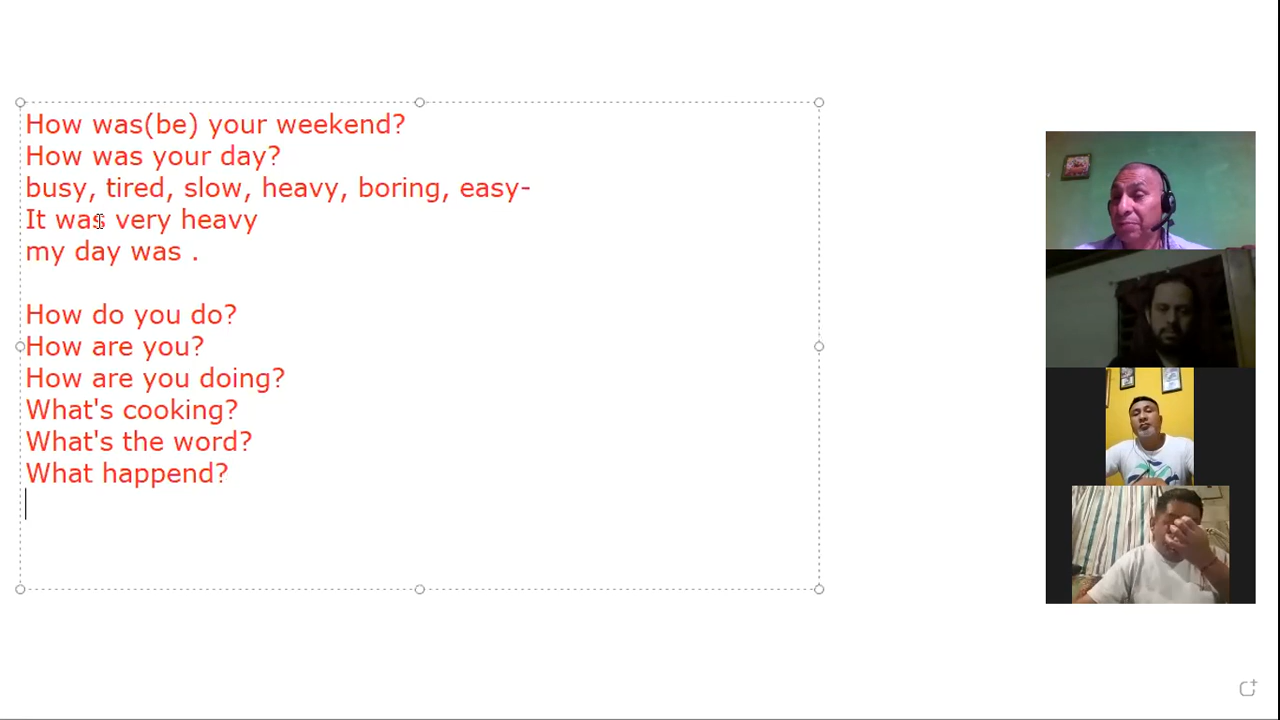 How was(be) your weekend?
How was your day?
busy, tired, slow, heavy, boring, easy-
It was very heavy
my day was .
How do you do?
How are you?
How are you doing?
What's cooking?
What's the word?
What happend?